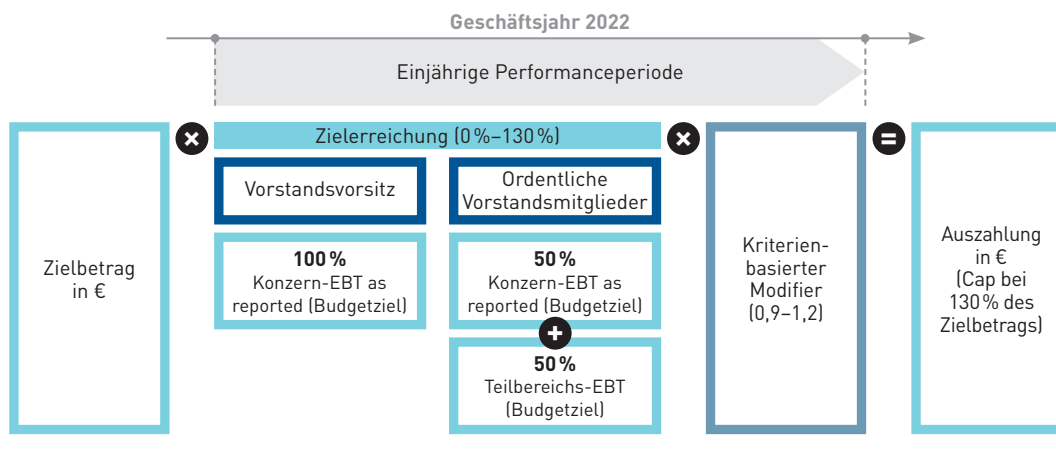 Geschäftsjahr 2022
Einjährige Performanceperiode
Zielbetrag
in €
×
Zielerreichung (0 %–130 %)
Vorstandsvorsitz
100 %
Konzern-EBT as
reported (Budgetziel)
Ordentliche
Vorstandsmitglieder
50 %
Konzern-EBT as
reported (Budgetziel)
+
50 %
Teilbereichs-EBT
(Budgetziel)
×
Kriterien-
basierter
Modifier
(0,9–1,2)
=
Auszahlung
in €
(Cap bei
130 % des
Zielbetrags)